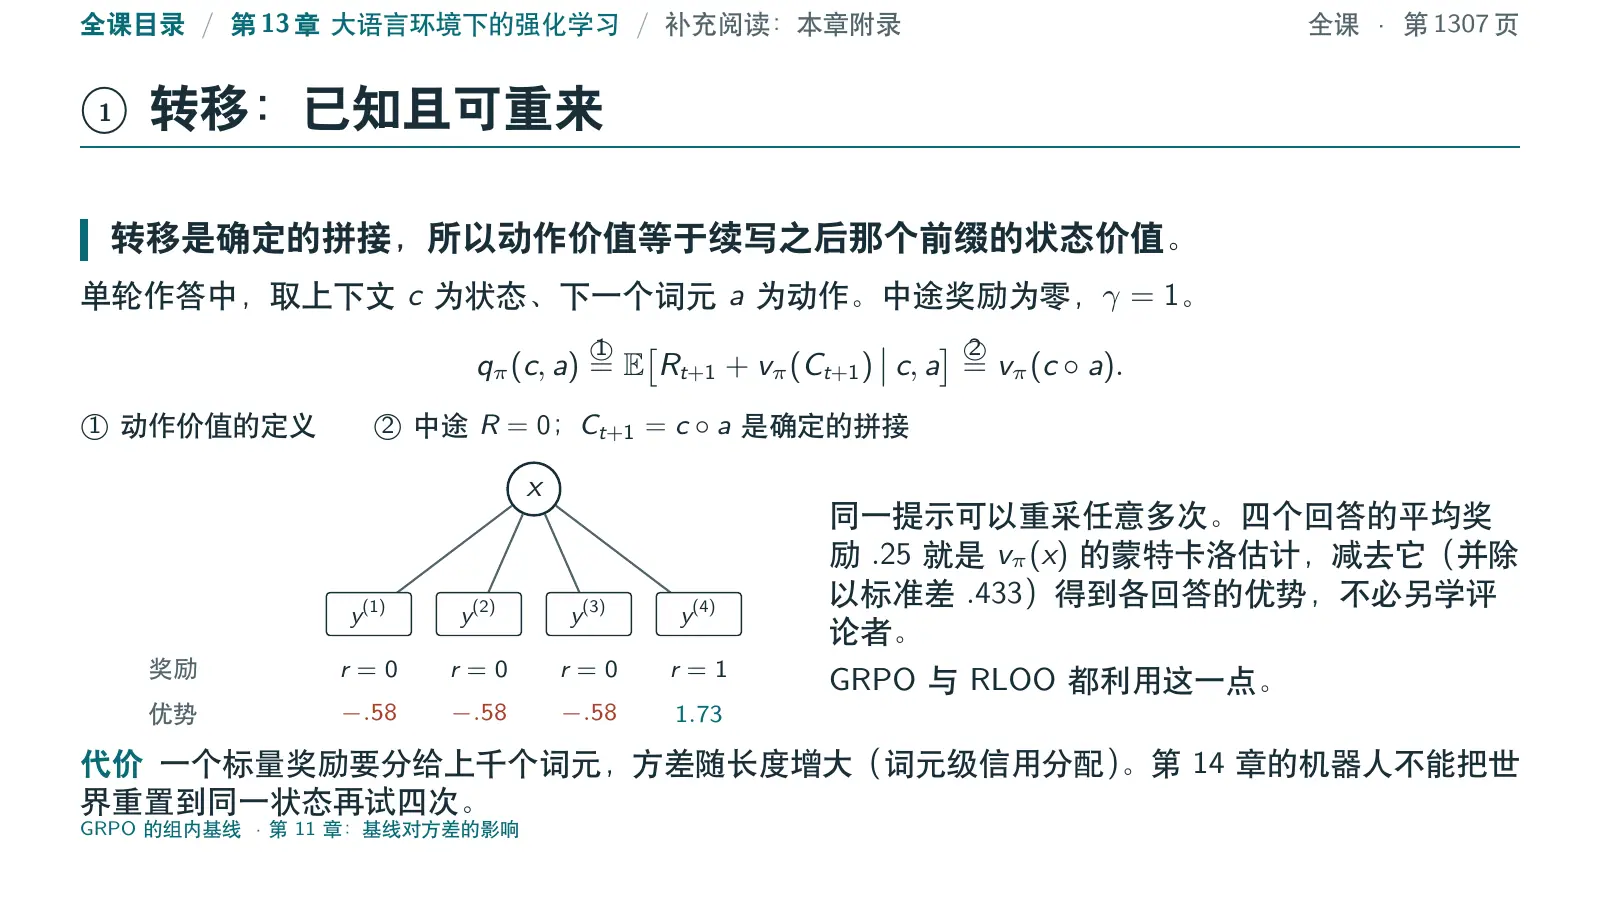 全课目录 / 第13章 大语言环境下的强化学习 / 补充阅读：本章附录
全课 · 第1307页
① 转移：已知且可重来
转移是确定的拼接，所以动作价值等于续写之后那个前缀的状态价值。
单轮作答中，取上下文 c 为状态、下一个词元 a 为动作。中途奖励为零，γ = 1。
qπ(c, a) ①= 𝔼[Rt+1 + vπ(Ct+1) | c, a] ②= vπ(c ∘ a).
① 动作价值的定义 ② 中途 R = 0；Ct+1 = c ∘ a 是确定的拼接
x
y(1) y(2) y(3) y(4)
奖励 r = 0 r = 0 r = 0 r = 1
优势 −.58 −.58 −.58 1.73
同一提示可以重采任意多次。四个回答的平均奖
励 .25 就是 vπ(x) 的蒙特卡洛估计，减去它（并除
以标准差 .433）得到各回答的优势，不必另学评
论者。
GRPO 与 RLOO 都利用这一点。
代价 一个标量奖励要分给上千个词元，方差随长度增大（词元级信用分配）。第 14 章的机器人不能把世
界重置到同一状态再试四次。
GRPO 的组内基线 · 第 11 章：基线对方差的影响